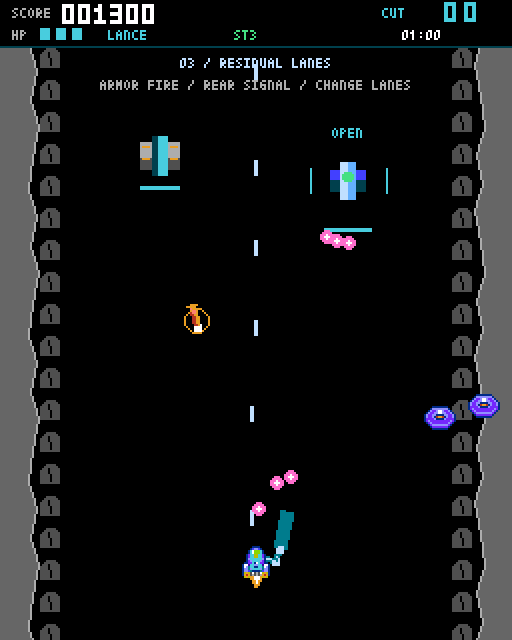 SCORE 001300 CUT 00
HP LANCE ST3 01:00
03 / RESIDUAL LANES
ARMOR FIRE / REAR SIGNAL / CHANGE LANES
OPEN